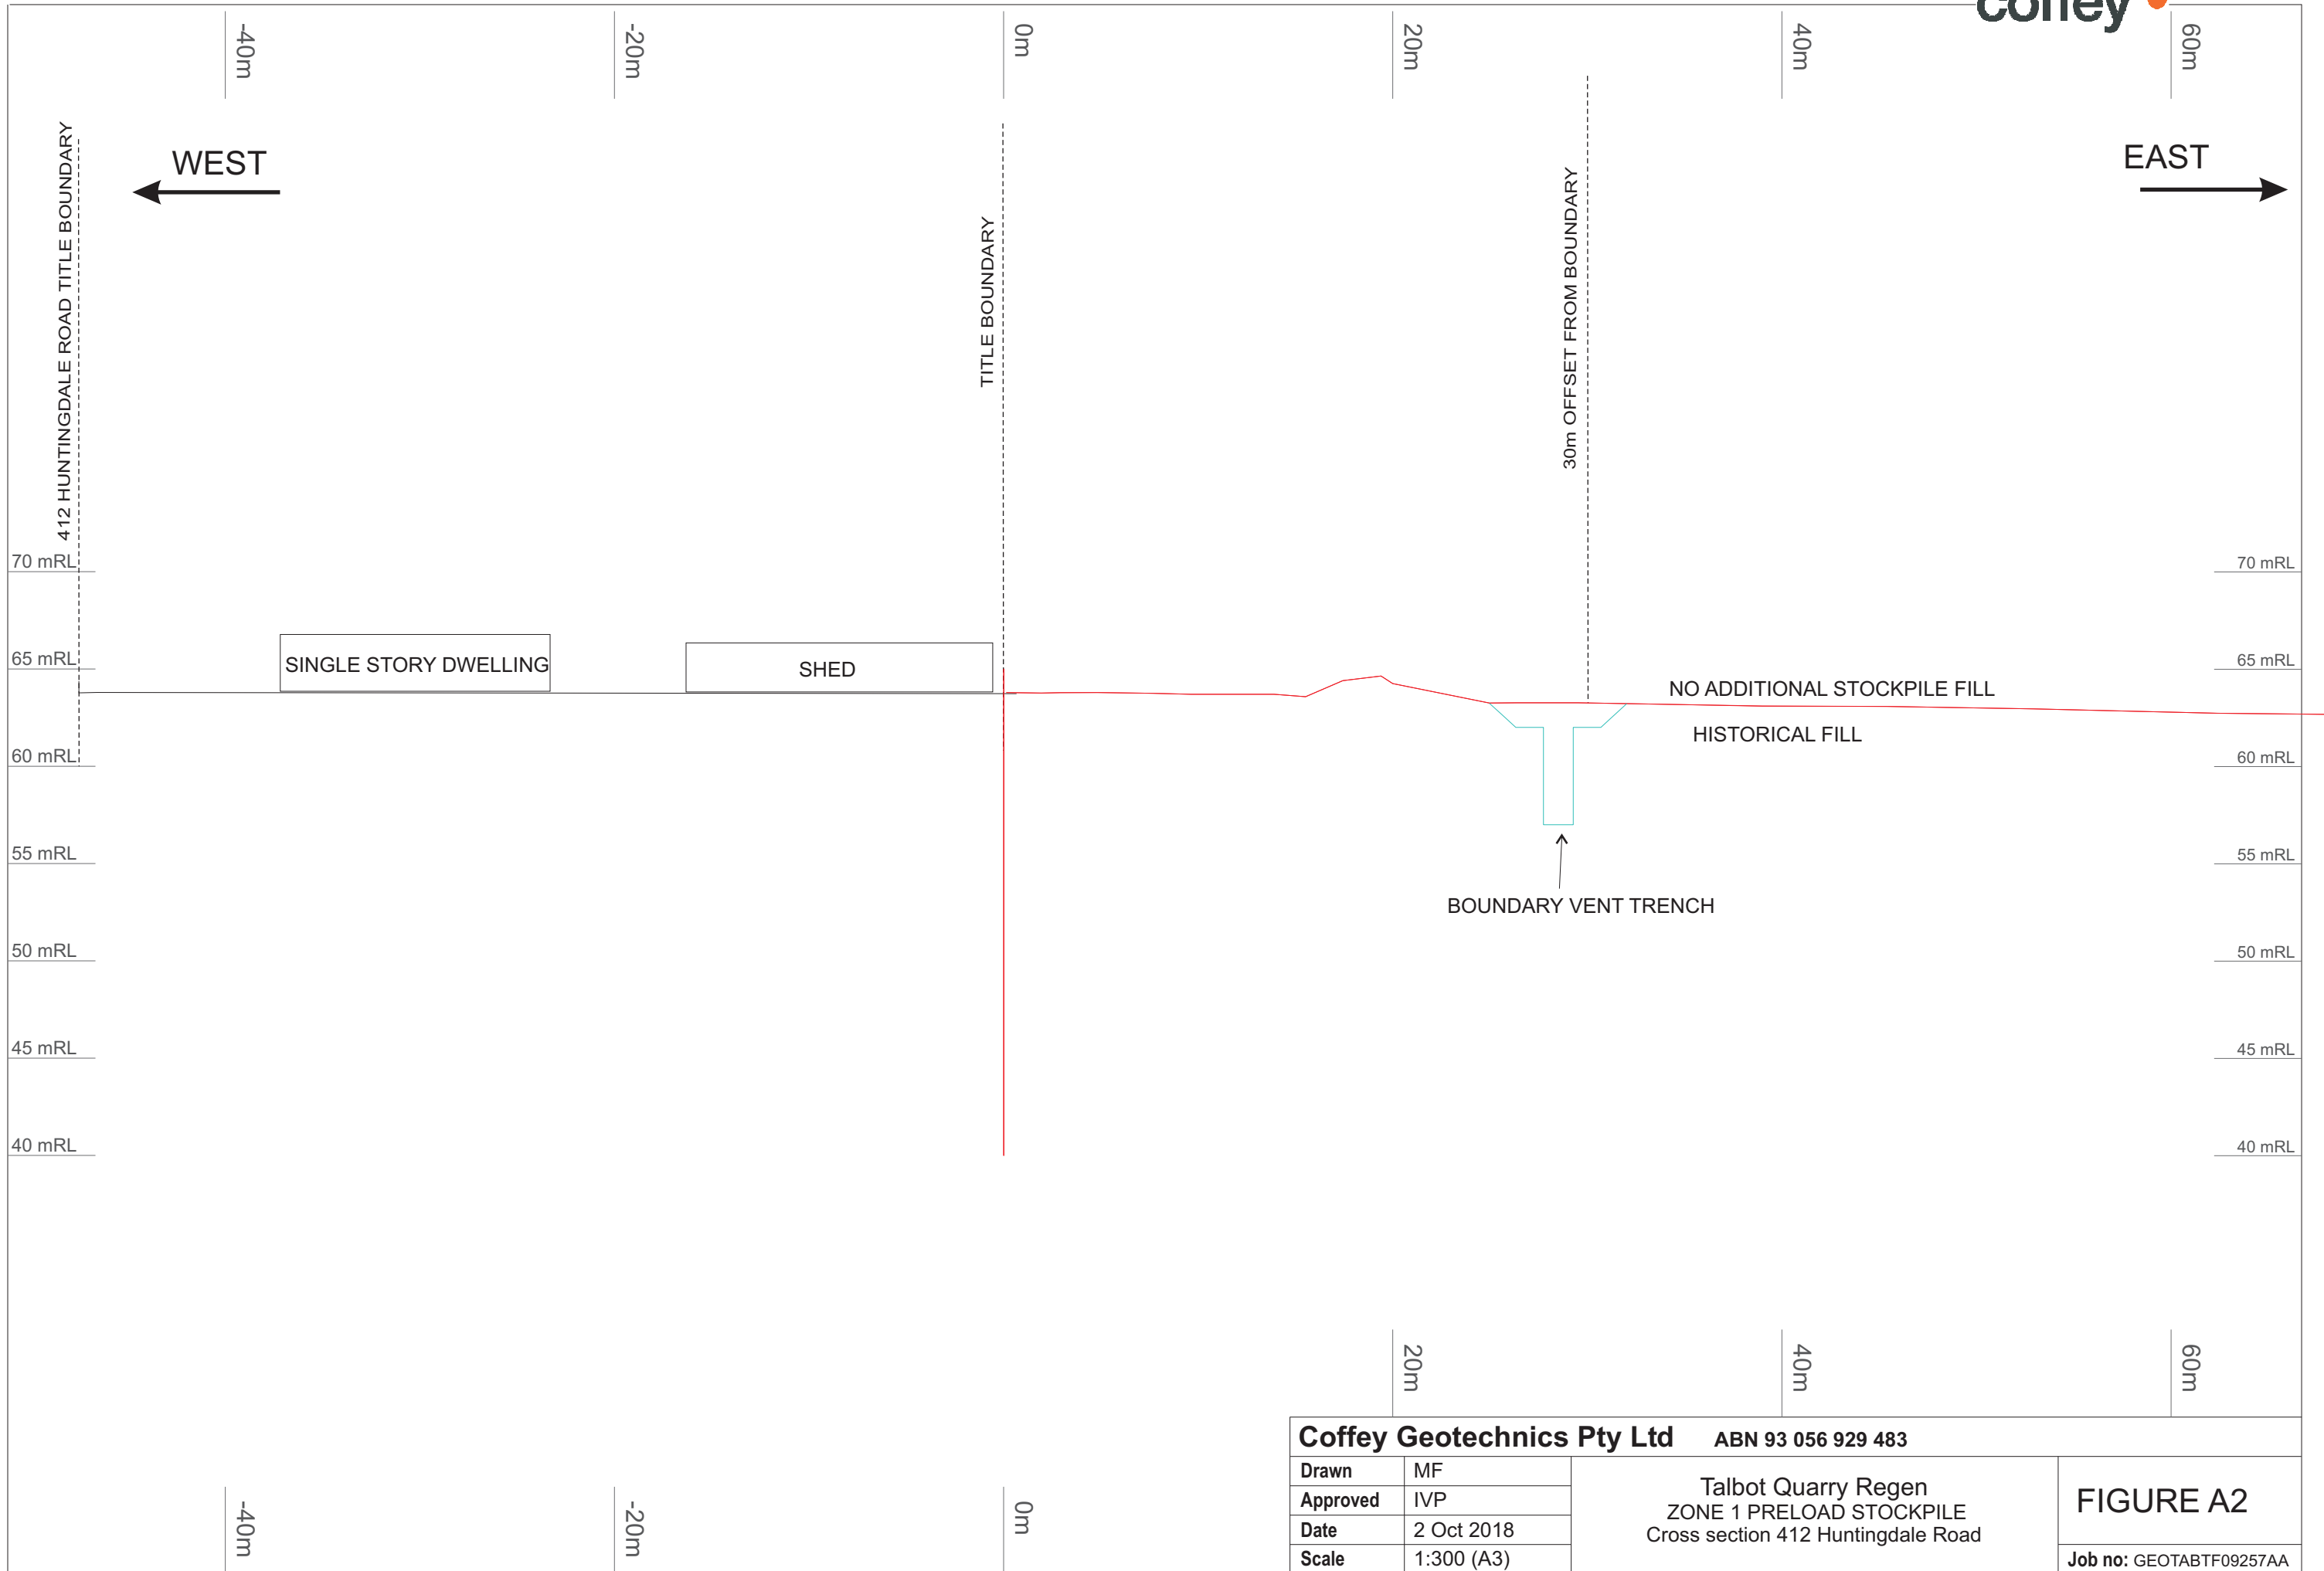 coffey
-40m
-20m
0m
20m
40m
60m
412 HUNTINGDALE ROAD TITLE BOUNDARY
WEST
TITLE BOUNDARY
30m OFFSET FROM BOUNDARY
EAST
70 mRL
70 mRL
65 mRL
SINGLE STORY DWELLING
SHED
65 mRL
NO ADDITIONAL STOCKPILE FILL
HISTORICAL FILL
60 mRL
60 mRL
55 mRL
55 mRL
BOUNDARY VENT TRENCH
50 mRL
50 mRL
45 mRL
45 mRL
40 mRL
40 mRL
20m
40m
60m
-40m
-20m
0m
Coffey Geotechnics Pty Ltd ABN 93 056 929 483
Drawn MF
Approved IVP
Date 2 Oct 2018
Scale 1:300 (A3)
Talbot Quarry Regen
ZONE 1 PRELOAD STOCKPILE
Cross section 412 Huntingdale Road
FIGURE A2
Job no: GEOTABTF09257AA